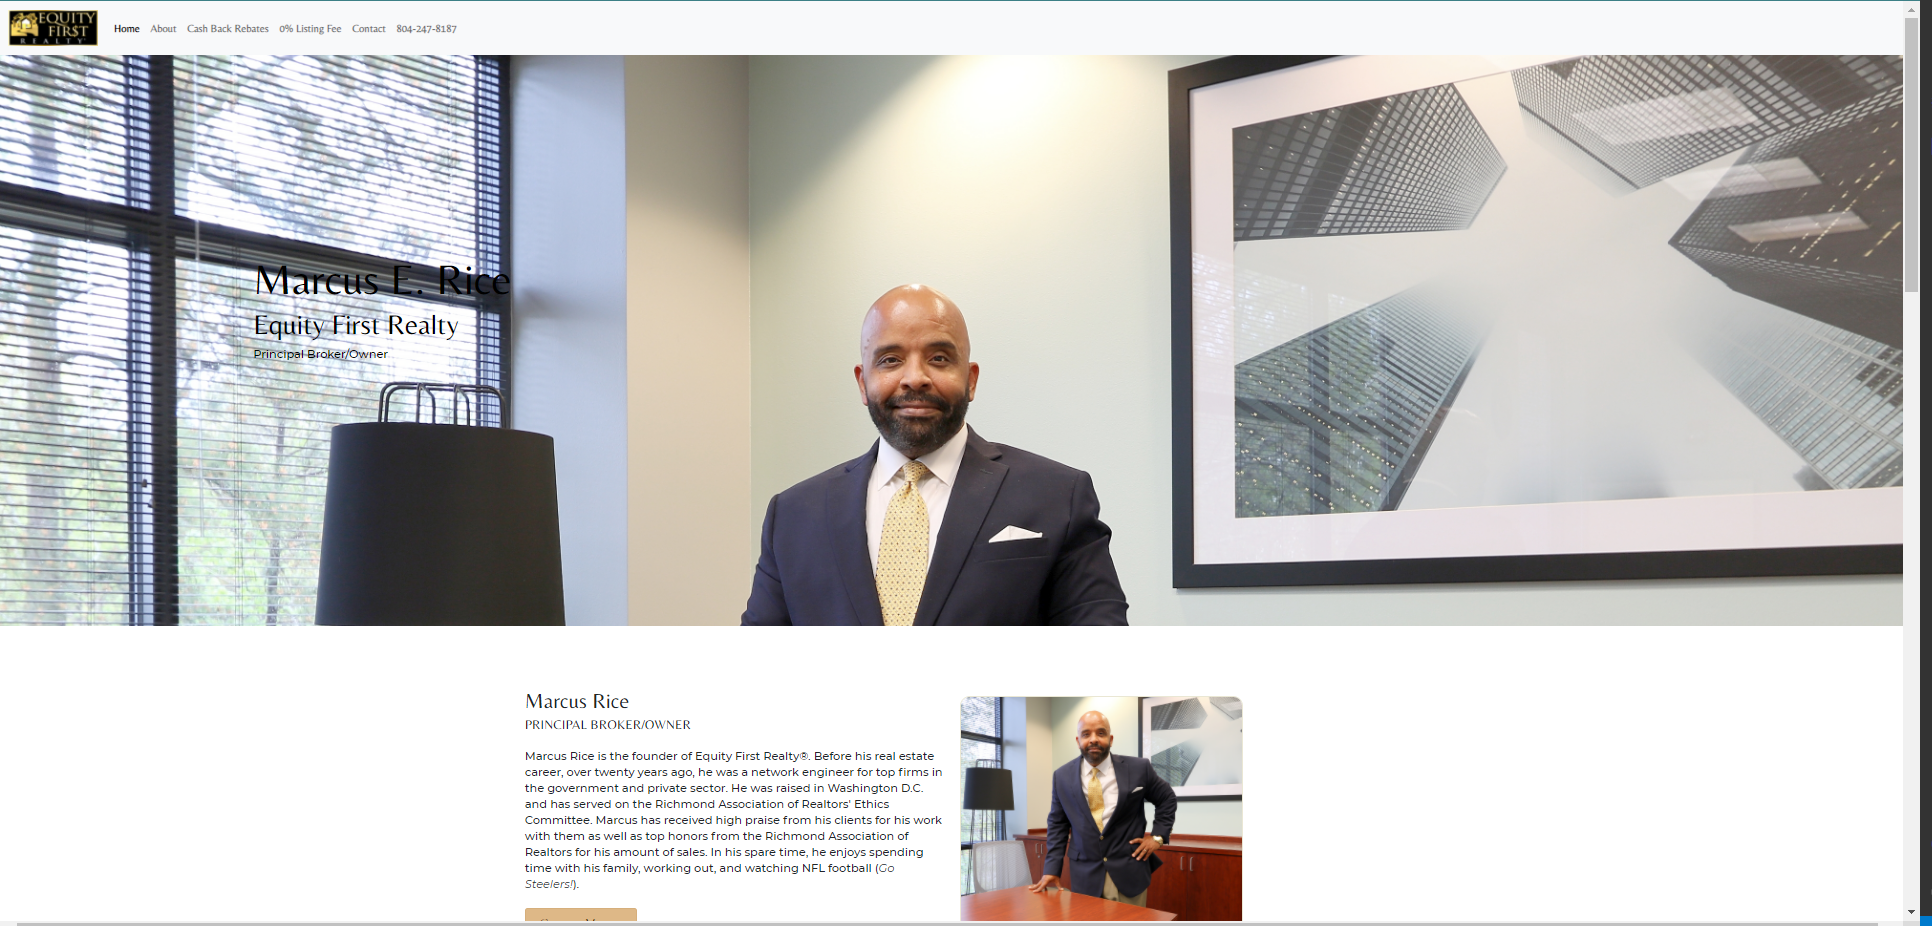 EQUITY
FIRST
REALTY
Home About Cash Back Rebates 0% Listing Fee Contact 804-247-8187
Marcus E. Rice
Equity First Realty
Principal Broker/Owner
Marcus Rice
PRINCIPAL BROKER/OWNER
Marcus Rice is the founder of Equity First Realty®. Before his real estate
career, over twenty years ago, he was a network engineer for top firms in
the government and private sector. He was raised in Washington D.C.
and has served on the Richmond Association of Realtors' Ethics
Committee. Marcus has received high praise from his clients for his work
with them as well as top honors from the Richmond Association of
Realtors for his amount of sales. In his spare time, he enjoys spending
time with his family, working out, and watching NFL football (Go
Steelers!).